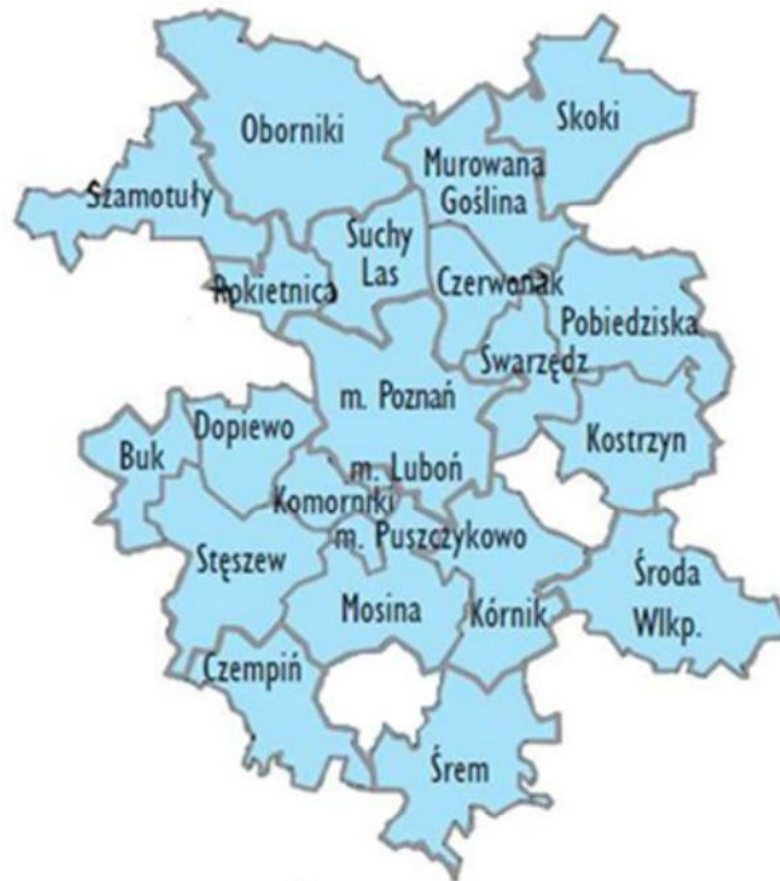 Oborniki
Skoki
Murowana
Goślina
Szamotuły
Suchy
Las
Rokietnica
Czerwonak
Pobiedziska
Swarzędz
m. Poznań
Dopiewo
Buk
Kostrzyn
m. Luboń
Komorniki
m. Puszczykowo
Stęszew
Środa
Wlkp.
Mosina
Kórnik
Czempiń
Śrem